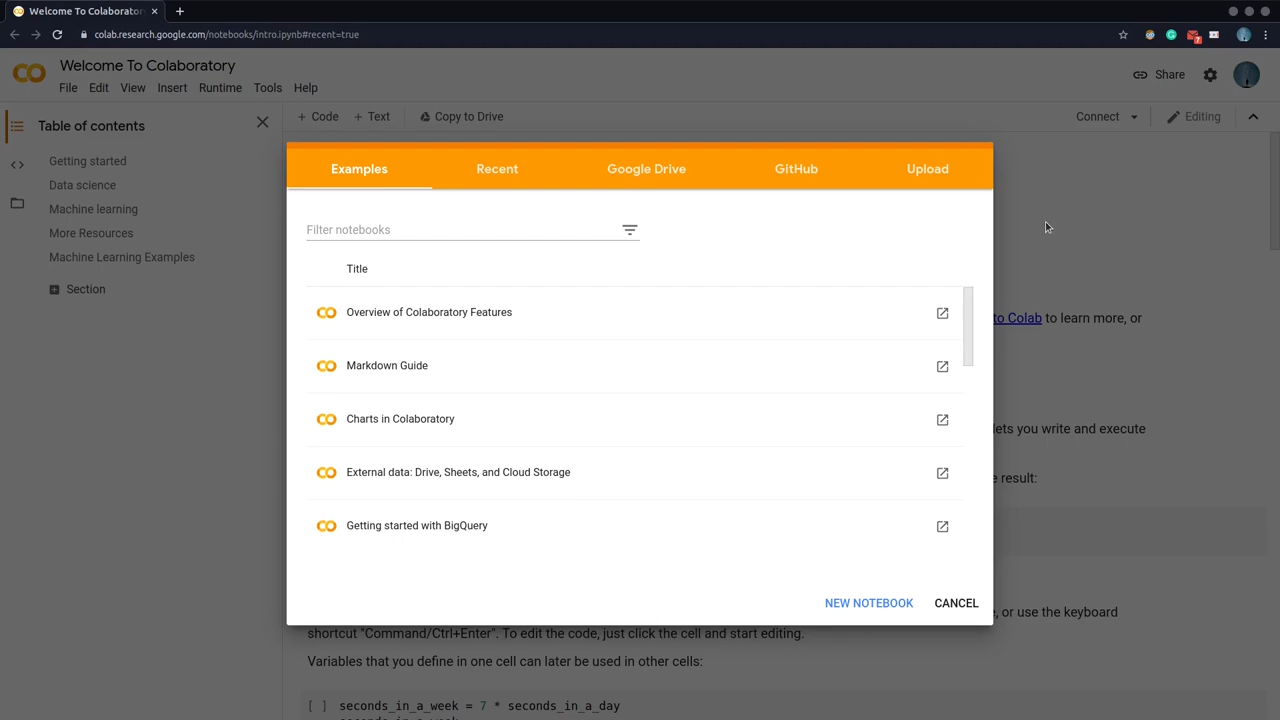 Welcome To Colaborator
colab.research.google.com/notebooks/intro.ipynb#recent=true
7
Welcome To Colaboratory
Share
File Edit View Insert Runtime Tools Help
Table of contents
+ Code + Text Copy to Drive
Connect Editing
Getting started
Data science
Machine learning
More Resources
Machine Learning Examples
Section
Examples Recent Google Drive GitHub Upload
Filter notebooks
Title
Overview of Colaboratory Features
Markdown Guide
Charts in Colaboratory
External data: Drive, Sheets, and Cloud Storage
Getting started with BigQuery
NEW NOTEBOOK CANCEL
to Colab to learn more, or
lets you write and execute
e result:
e, or use the keyboard
shortcut "Command/Ctrl+Enter". To edit the code, just click the cell and start editing.
Variables that you define in one cell can later be used in other cells:
[ ] seconds_in_a_week = 7 * seconds_in_a_day